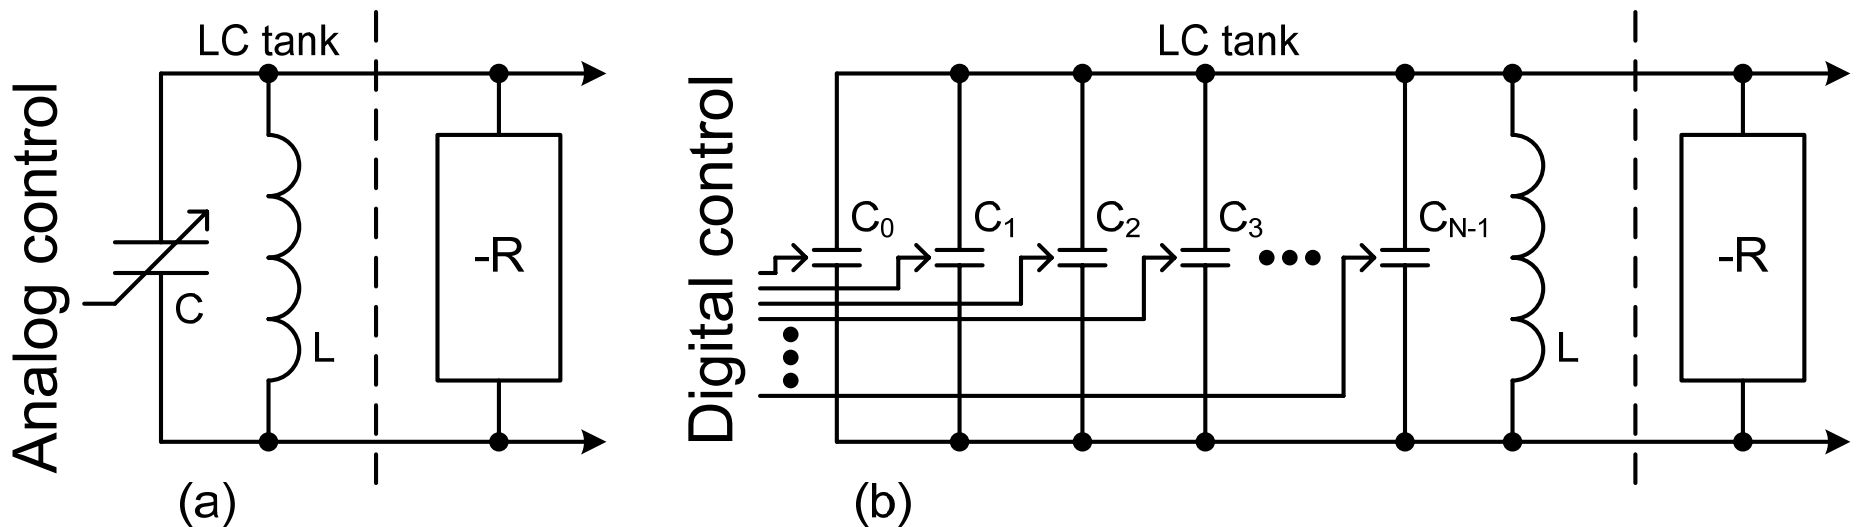 Analog control
LC tank
C
L
-R
(a)
Digital control
LC tank
C0
C1
C2
C3
CN-1
L
-R
(b)